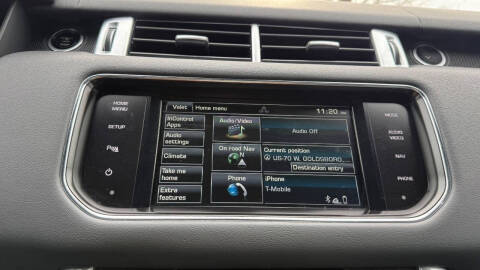 Valet Home menu 11:20
HOME MENU
SETUP
InControl Apps
Audio settings
Climate
Take me home
Extra features
Audio/Video
Audio Off
On road Nav
Current position
US-70 W, GOLDSBORO,
Destination entry
Phone
iPhone
T-Mobile
MODE
AUDIO VIDEO
NAV
PHONE